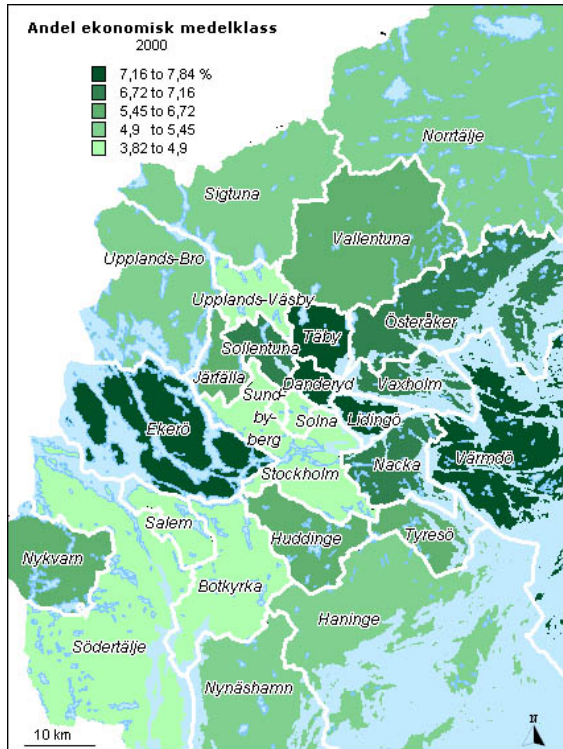 Andel ekonomisk medelklass
2000
7,16 to 7,84 %
6,72 to 7,16
5,45 to 6,72
4,9 to 5,45
3,82 to 4,9
Norrtälje
Sigtuna
Vallentuna
Upplands-Bro
Upplands-Väsby
Österåker
Täby
Sollentuna
Järfälla
Danderyd
Vaxholm
Sund-
by-
berg
Solna
Lidingö
Ekerö
Värmdö
Nacka
Stockholm
Salem
Huddinge
Tyresö
Nykvarn
Botkyrka
Haninge
Södertälje
Nynäshamn
10 km
N